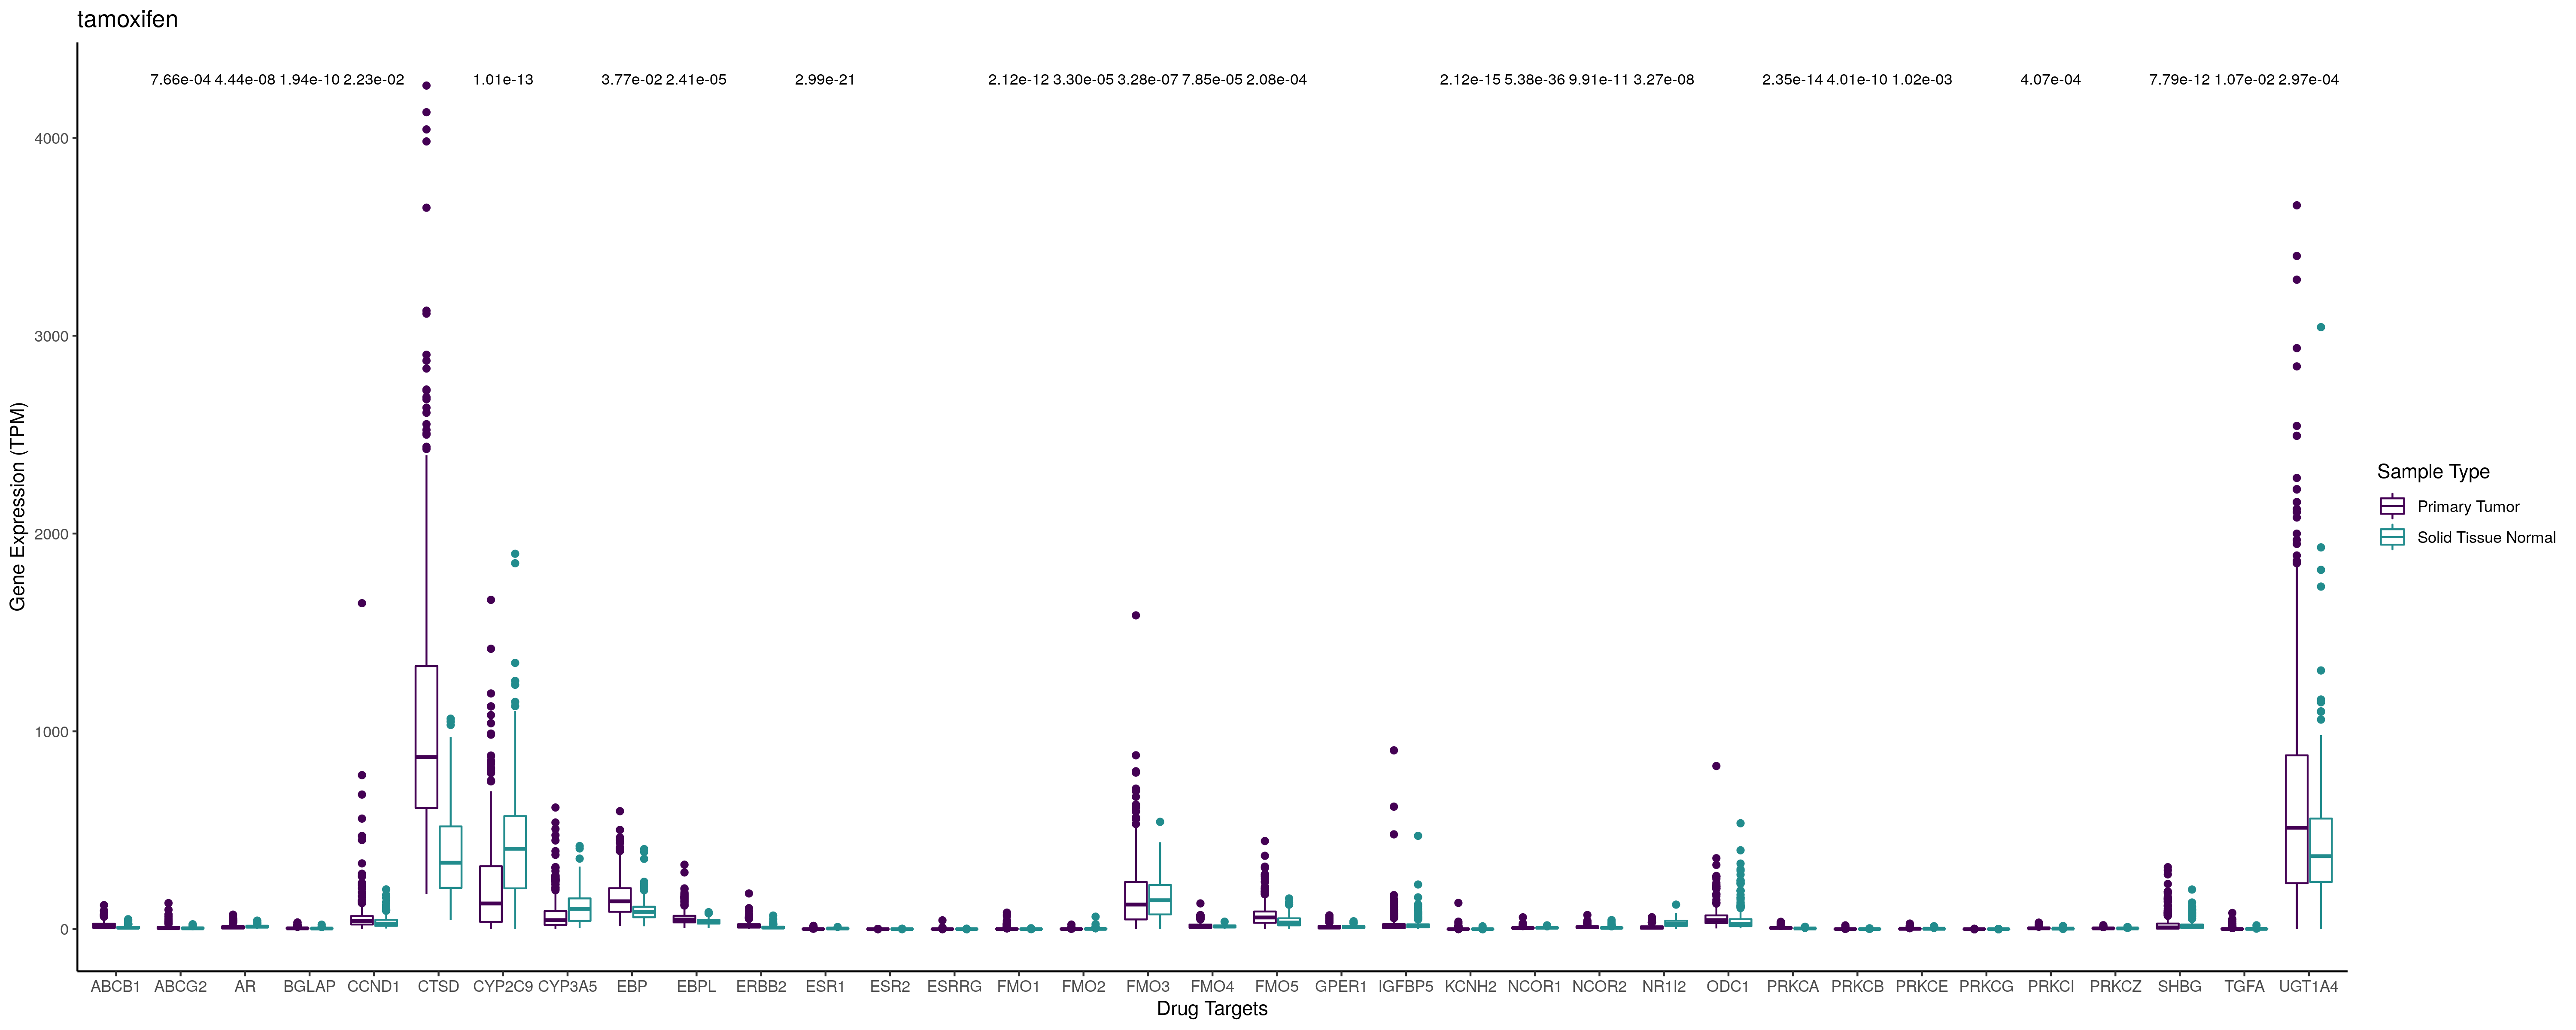 tamoxifen
7.66e-04 4.44e-08 1.94e-10 2.23e-02 1.01e-13 3.77e-02 2.41e-05 2.99e-21 2.12e-12 3.30e-05 3.28e-07 7.85e-05 2.08e-04 2.12e-15 5.38e-36 9.91e-11 3.27e-08 2.35e-14 4.01e-10 1.02e-03 4.07e-04 7.79e-12 1.07e-02 2.97e-04
4000
3000
2000
1000
0
Gene Expression (TPM)
ABCB1 ABCG2 AR BGLAP CCND1 CTSD CYP2C9 CYP3A5 EBP EBPL ERBB2 ESR1 ESR2 ESRRG FMO1 FMO2 FMO3 FMO4 FMO5 GPER1 IGFBP5 KCNH2 NCOR1 NCOR2 NR1I2 ODC1 PRKCA PRKCB PRKCE PRKCG PRKCI PRKCZ SHBG TGFA UGT1A4
Drug Targets
Sample Type
Primary Tumor
Solid Tissue Normal